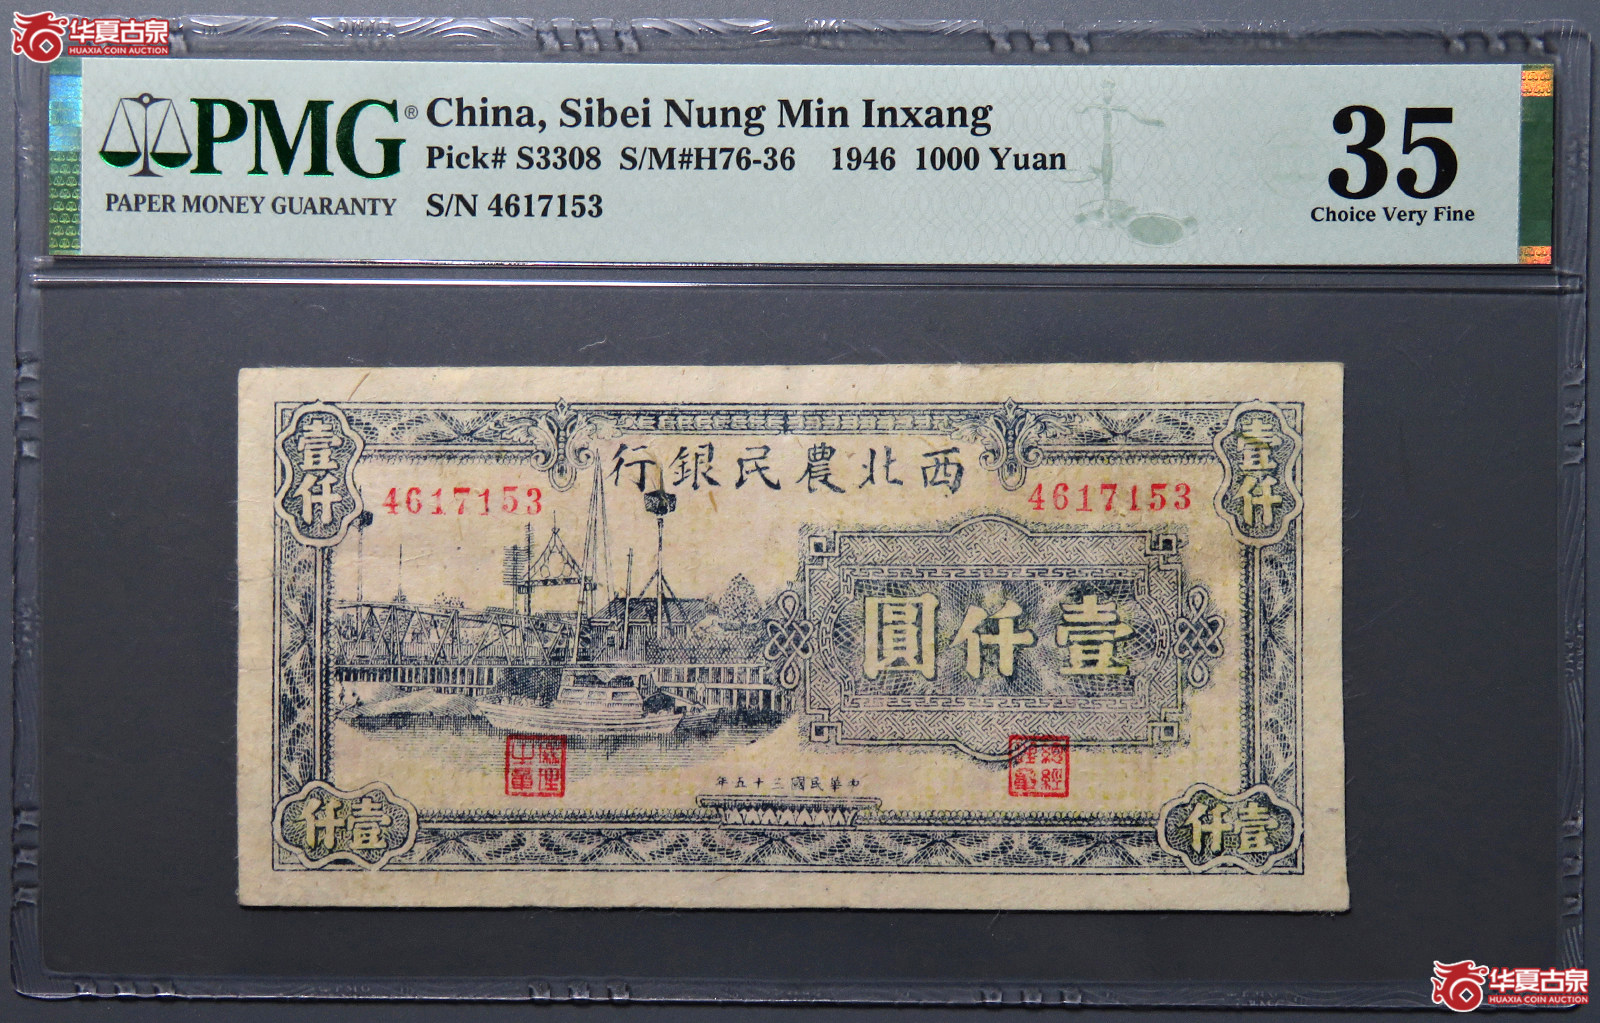 华夏古泉
HUAXIA COIN AUCTION
PMG®
PAPER MONEY GUARANTY
China, Sibei Nung Min Inxang
Pick# S3308 S/M#H76-36 1946 1000 Yuan
S/N 4617153
35
Choice Very Fine
壹仟
壹仟
行銀民農北西
4617153
4617153
圓仟壹
年五十三國民華中
仟壹
仟壹
华夏古泉
HUAXIA COIN AUCTION